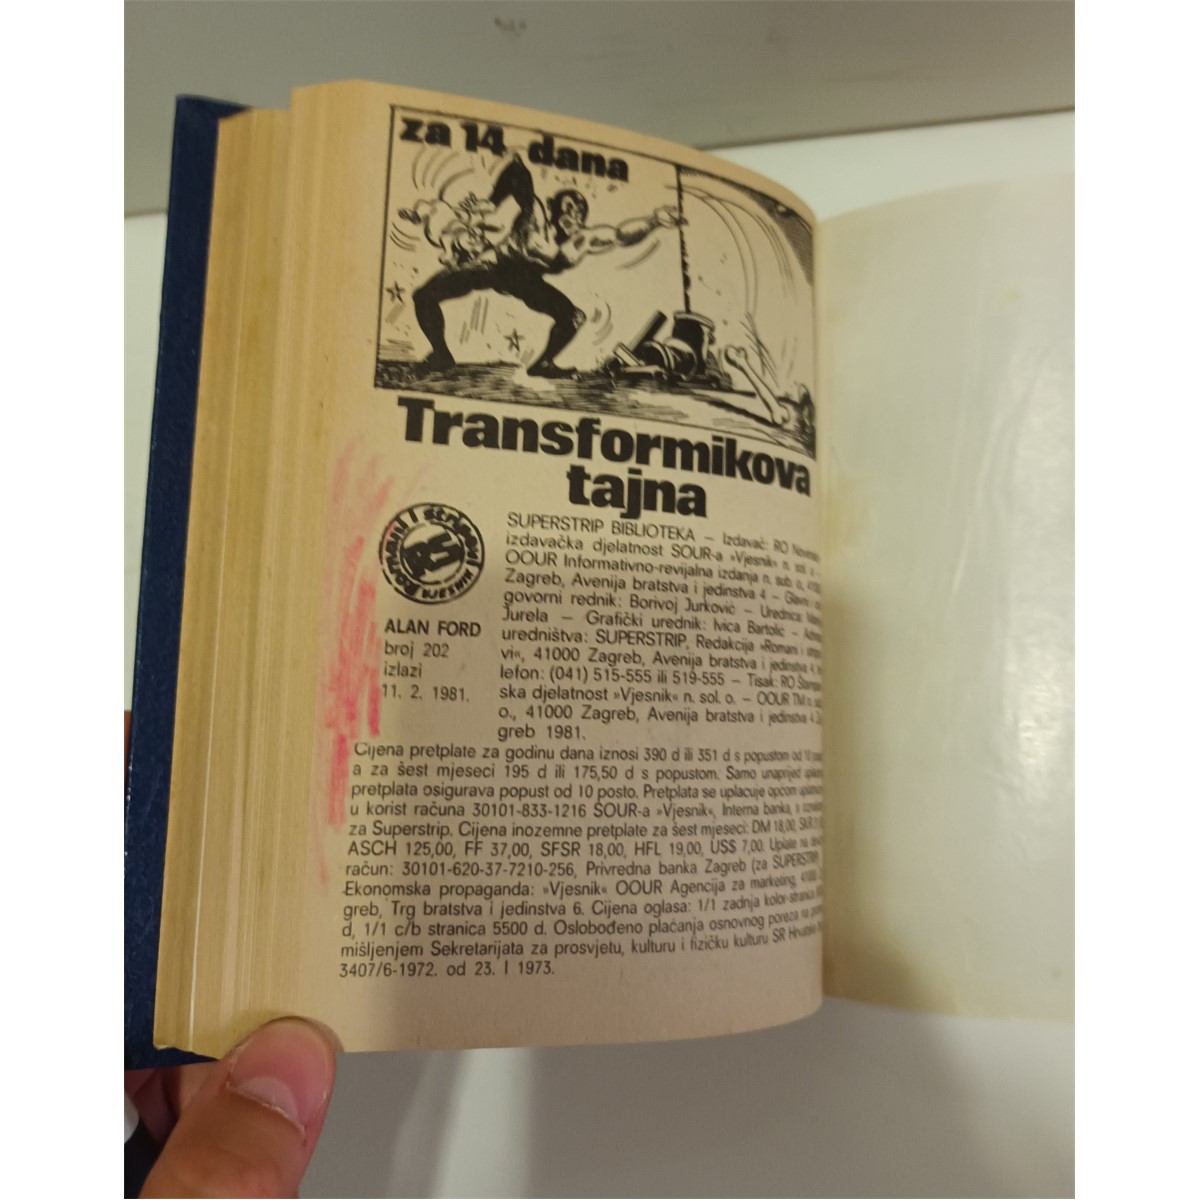 za 14 dana
Transformikova
tajna
Romani i stripovi
RS
VJESNIK
ALAN FORD
broj 202
izlazi
11. 2. 1981.
SUPERSTRIP BIBLIOTEKA — Izdavač: RO
izdavačka djelatnost SOUR-a »Vjesnik« n. sol. o. —
OOUR Informativno-revijalna izdanja n. sub. o,
Zagreb, Avenija bratstva i jedinstva 4 — Glavni i
govorni rednik: Borivoj Jurković — Urednica:
Jurela — Grafički urednik: Ivica Bartolić —
uredništva: SUPERSTRIP, Redakcija »Romani i
vi«, 41000 Zagreb, Avenija bratstva i jedinstva 4,
lefon: (041) 515-555 ili 519-555 — Tisak: RO
ska djelatnost »Vjesnik« n. sol. o. — OOUR TM n.
o., 41000 Zagreb, Avenija bratstva i jedinstva 4
greb 1981.
Cijena pretplate za godinu dana iznosi 390 d ili 351 d s popustom od 10
a za šest mjeseci 195 d ili 175,50 d s popustom. Samo unaprijed
pretplata osigurava popust od 10 posto. Pretplata se uplaćuje općom
u korist računa 30101-833-1216 SOUR-a »Vjesnik«, Interna banka, s
za Superstrip. Cijena inozemne pretplate za šest mjeseci: DM 18,00,
ASCH 125,00, FF 37,00, SFSR 18,00, HFL 19,00, US$ 7,00. Uplate na
račun: 30101-620-37-7210-256, Privredna banka Zagreb (za SUPERSTRIP
Ekonomska propaganda: »Vjesnik« OOUR Agencija za marketing,
greb, Trg bratstva i jedinstva 6. Cijena oglasa: 1/1 zadnja kolor-stranica
d, 1/1 c/b stranica 5500 d. Oslobođeno plaćanja osnovnog poreza na
mišljenjem Sekretarijata za prosvjetu, kulturu i fizičku kulturu SR Hrvatske
3407/6-1972. od 23. I 1973.